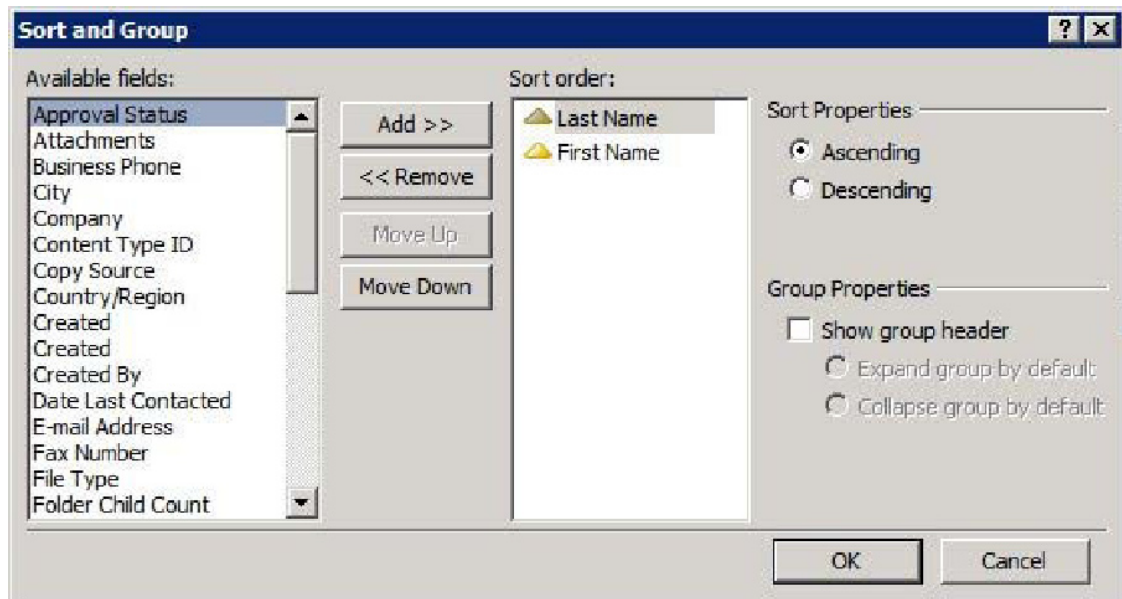 Sort and Group
Available fields:
Approval Status
Attachments
Business Phone
City
Company
Content Type ID
Copy Source
Country/Region
Created
Created
Created By
Date Last Contacted
E-mail Address
Fax Number
File Type
Folder Child Count
Add >>
<< Remove
Move Up
Move Down
Sort order:
Last Name
First Name
Sort Properties
Ascending
Descending
Group Properties
Show group header
Expand group by default
Collapse group by default
OK
Cancel